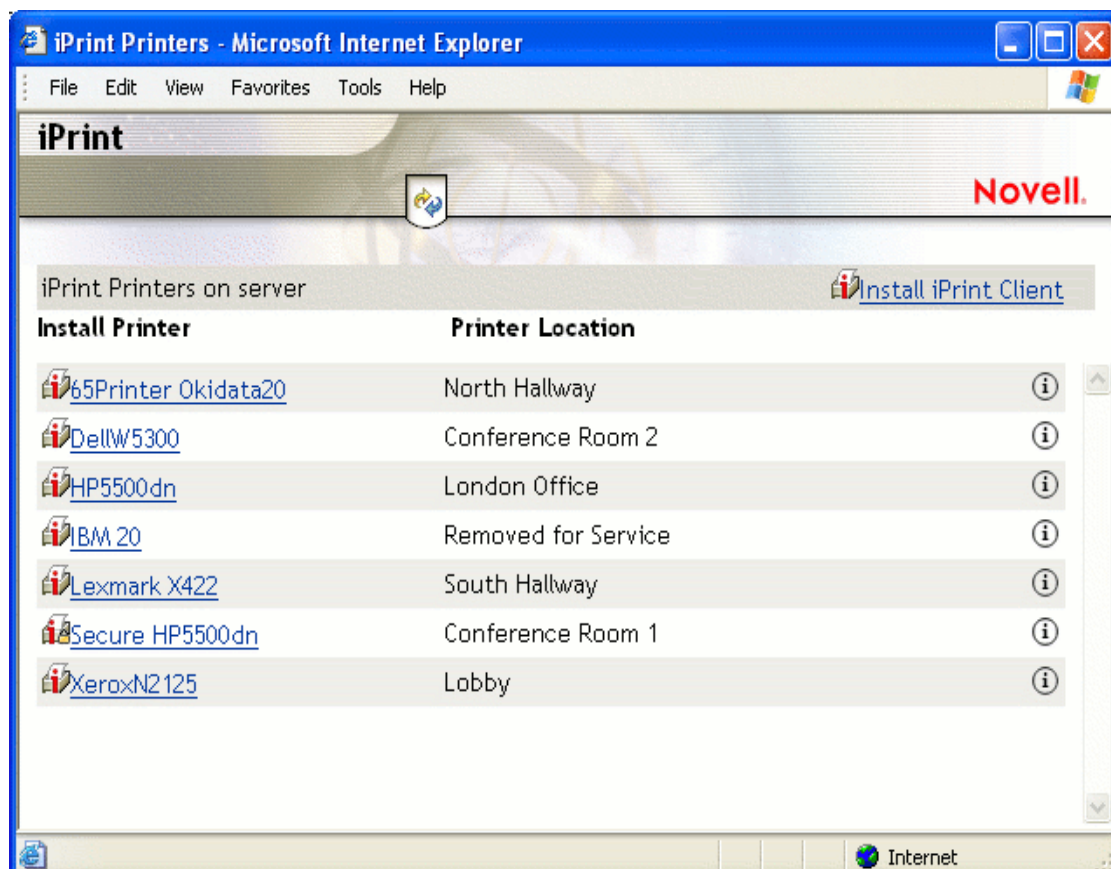 iPrint Printers - Microsoft Internet Explorer
File Edit View Favorites Tools Help
iPrint
Novell.
iPrint Printers on server Install iPrint Client
Install Printer Printer Location
65Printer Okidata20 North Hallway
DellW5300 Conference Room 2
HP5500dn London Office
IBM 20 Removed for Service
Lexmark X422 South Hallway
Secure HP5500dn Conference Room 1
XeroxN2125 Lobby
Internet